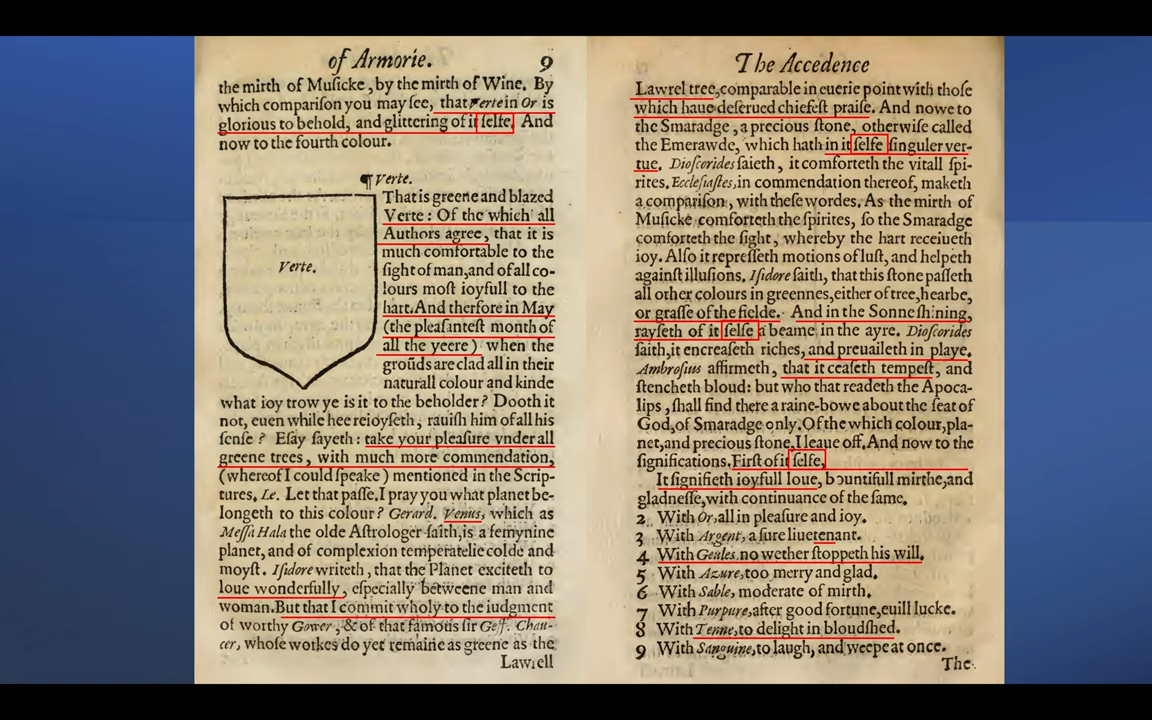 of Armorie. 9
the mirth of Muſicke, by the mirth of Wine. By
which compariſon you may ſee, that Verte in Or is
glorious to behold, and glittering of it ſelfe, And
now to the fourth colour.
¶ Verte.
That is greene and blazed
Verte: Of the which all
Authors agree, that it is
much comfortable to the
ſight of man, and of all co-
lours moſt ioyfull to the
hart. And therfore in May
(the pleaſanteſt month of
all the yeere) when the
groũds are clad all in their
naturall colour and kinde
Verte.
what ioy trow ye is it to the beholder? Dooth it
not, euen while hee reioyſeth, rauiſh him of all his
ſenſe? Eſay ſayeth: take your pleaſure vnder all
greene trees, with much more commendation,
(whereof I could ſpeake) mentioned in the Scrip-
tures. Le. Let that paſſe, I pray you what planet be-
longeth to this colour? Gerard. Venus, which as
Meſſa Hala the olde Aſtrologer ſaith, is a femynine
planet, and of complexion temperatelie colde and
moyſt. Iſidore writeth, that the Planet exciteth to
loue wonderfully, eſpecially betweene man and
woman. But that I commit wholy to the iudgment
of worthy Gower, & of that famous ſir Geff. Chau-
cer, whoſe workes do yet remaine as greene as the
Lawrell
The Accedence
Lawrel tree, comparable in euerie point with thoſe
which haue deſerued chiefeſt praiſe. And nowe to
the Smaradge, a precious ſtone, otherwiſe called
the Emerawde, which hath in it ſelfe ſinguler ver-
tue. Dioſcorides ſaieth, it comforteth the vitall ſpi-
rites. Eccleſiaſtes, in commendation thereof, maketh
a compariſon, with theſe wordes. As the mirth of
Muſicke comforteth the ſpirites, ſo the Smaradge
comforteth the ſight, whereby the hart receiueth
ioy. Alſo it repreſſeth motions of luſt, and helpeth
againſt illuſions. Iſidore ſaith, that this ſtone paſſeth
all other colours in greennes, either of tree, hearbe,
or graſſe of the fielde. And in the Sonne ſhining,
rayſeth of it ſelfe a beame in the ayre. Dioſcorides
ſaith, it encreaſeth riches, and preuaileth in playe.
Ambroſius affirmeth, that it ceaſeth tempeſt, and
ſtencheth bloud: but who that readeth the Apoca-
lips, ſhall find there a raine-bowe about the ſeat of
God, of Smaradge only. Of the which colour, pla-
net, and precious ſtone, I leaue off. And now to the
ſignifications. Firſt of it ſelfe,
It ſignifieth ioyfull loue, bountifull mirthe, and
gladneſſe, with continuance of the ſame.
2 With Or, all in pleaſure and ioy.
3 With Argent, a ſure liuetenant.
4 With Geules, no wether ſtoppeth his will.
5 With Azure, too merry and glad.
6 With Sable, moderate of mirth.
7 With Purpure, after good fortune, euill lucke.
8 With Tenne, to delight in bloudſhed.
9 With Sanguine, to laugh, and weepe at once.
The